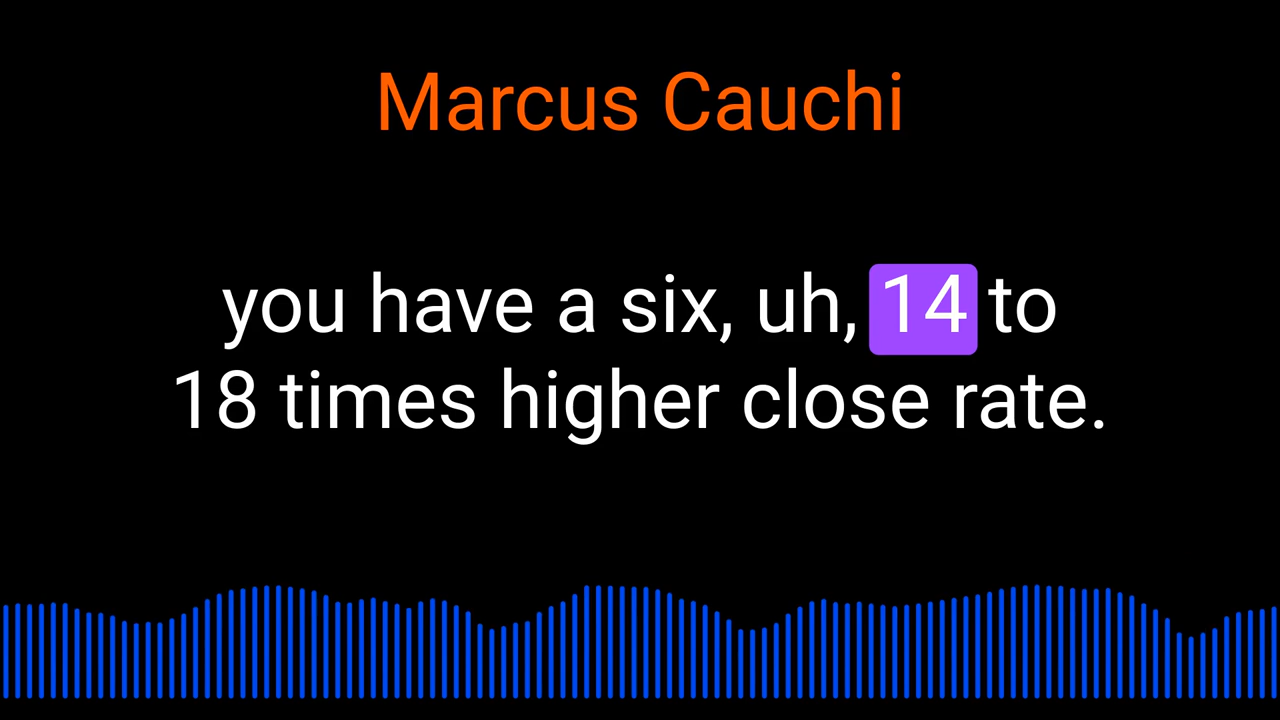 Marcus Cauchi
you have a six, uh, 14 to
18 times higher close rate.